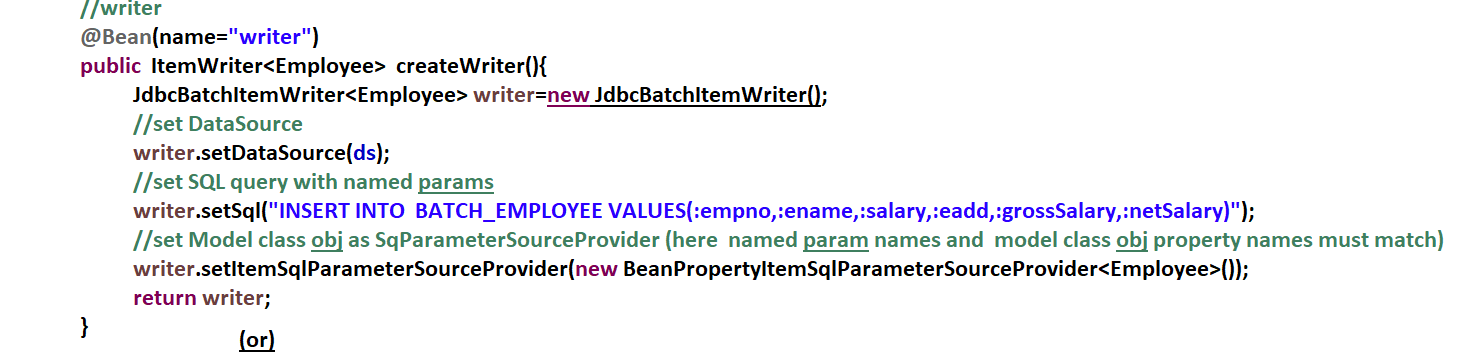 //writer
@Bean(name="writer")
public  ItemWriter<Employee>  createWriter(){
JdbcBatchItemWriter<Employee> writer=new JdbcBatchItemWriter();
//set DataSource
writer.setDataSource(ds);
//set SQL query with named params
writer.setSql("INSERT INTO  BATCH_EMPLOYEE VALUES(:empno,:ename,:salary,:eadd,:grossSalary,:netSalary)");
//set Model class obj as SqParameterSourceProvider (here  named param names and  model class obj property names must match)
writer.setItemSqlParameterSourceProvider(new BeanPropertyItemSqlParameterSourceProvider<Employee>());
return writer;
}
(or)